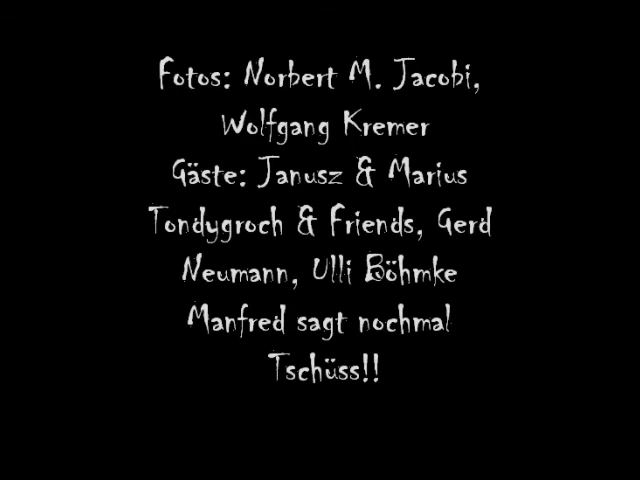 Fotos: Norbert M. Jacobi,
Wolfgang Kremer
Gäste: Janusz & Marius
Tondygroch & Friends, Gerd
Neumann, Ulli Böhmke
Manfred sagt nochmal
Tschüss!!